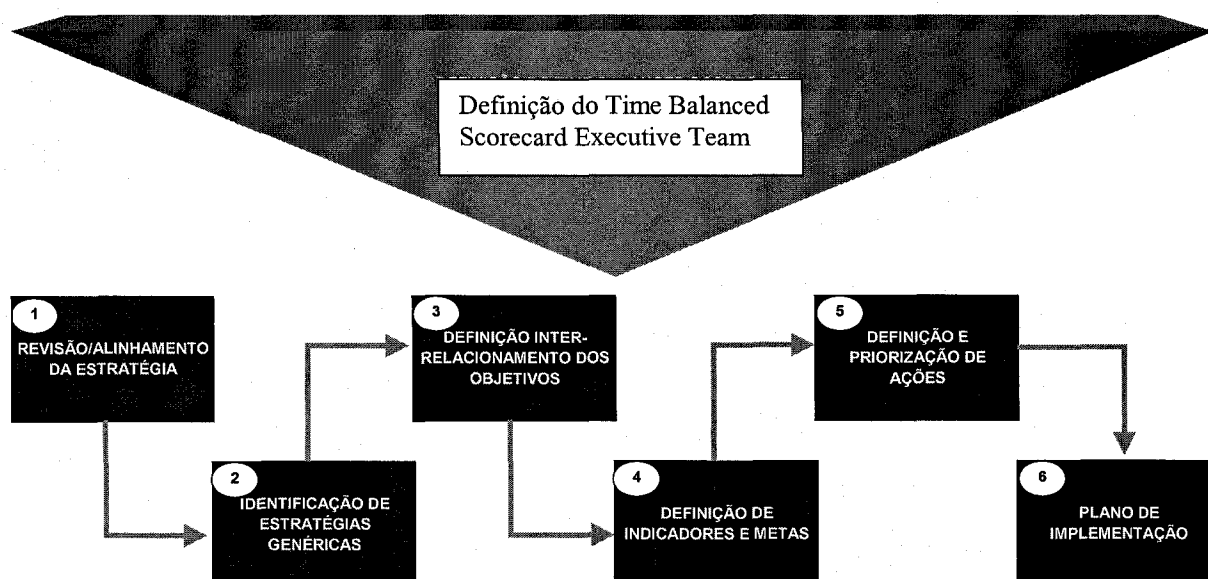 Definição do Time Balanced
Scorecard Executive Team
1
REVISÃO/ALINHAMENTO
DA ESTRATÉGIA
2
IDENTIFICAÇÃO DE
ESTRATÉGIAS
GENÉRICAS
3
DEFINIÇÃO INTER-
RELACIONAMENTO DOS
OBJETIVOS
4
DEFINIÇÃO DE
INDICADORES E METAS
5
DEFINIÇÃO E
PRIORIZAÇÃO DE
AÇÕES
6
PLANO DE
IMPLEMENTAÇÃO